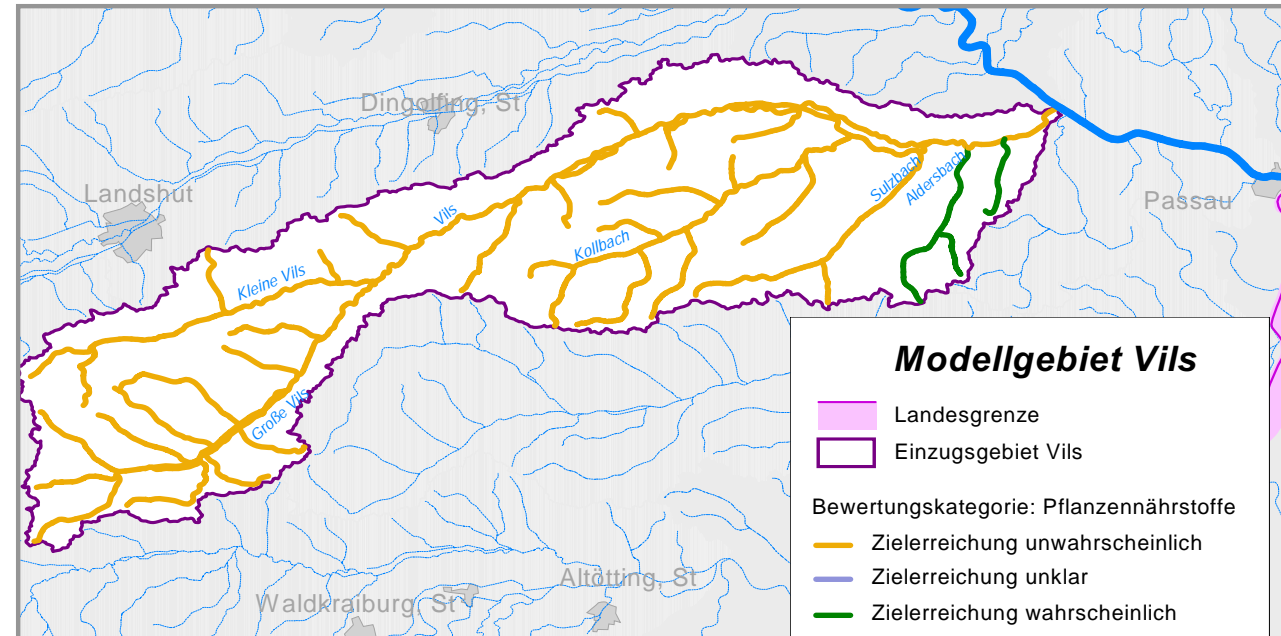 Dingolfing, St
Landshut
Passau
Sulzbach
Aldersbach
Vils
Kollbach
Kleine Vils
Große Vils
Altötting, St
Waldkraiburg, St
Modellgebiet Vils
Landesgrenze
Einzugsgebiet Vils
Bewertungskategorie: Pflanzennährstoffe
Zielerreichung unwahrscheinlich
Zielerreichung unklar
Zielerreichung wahrscheinlich